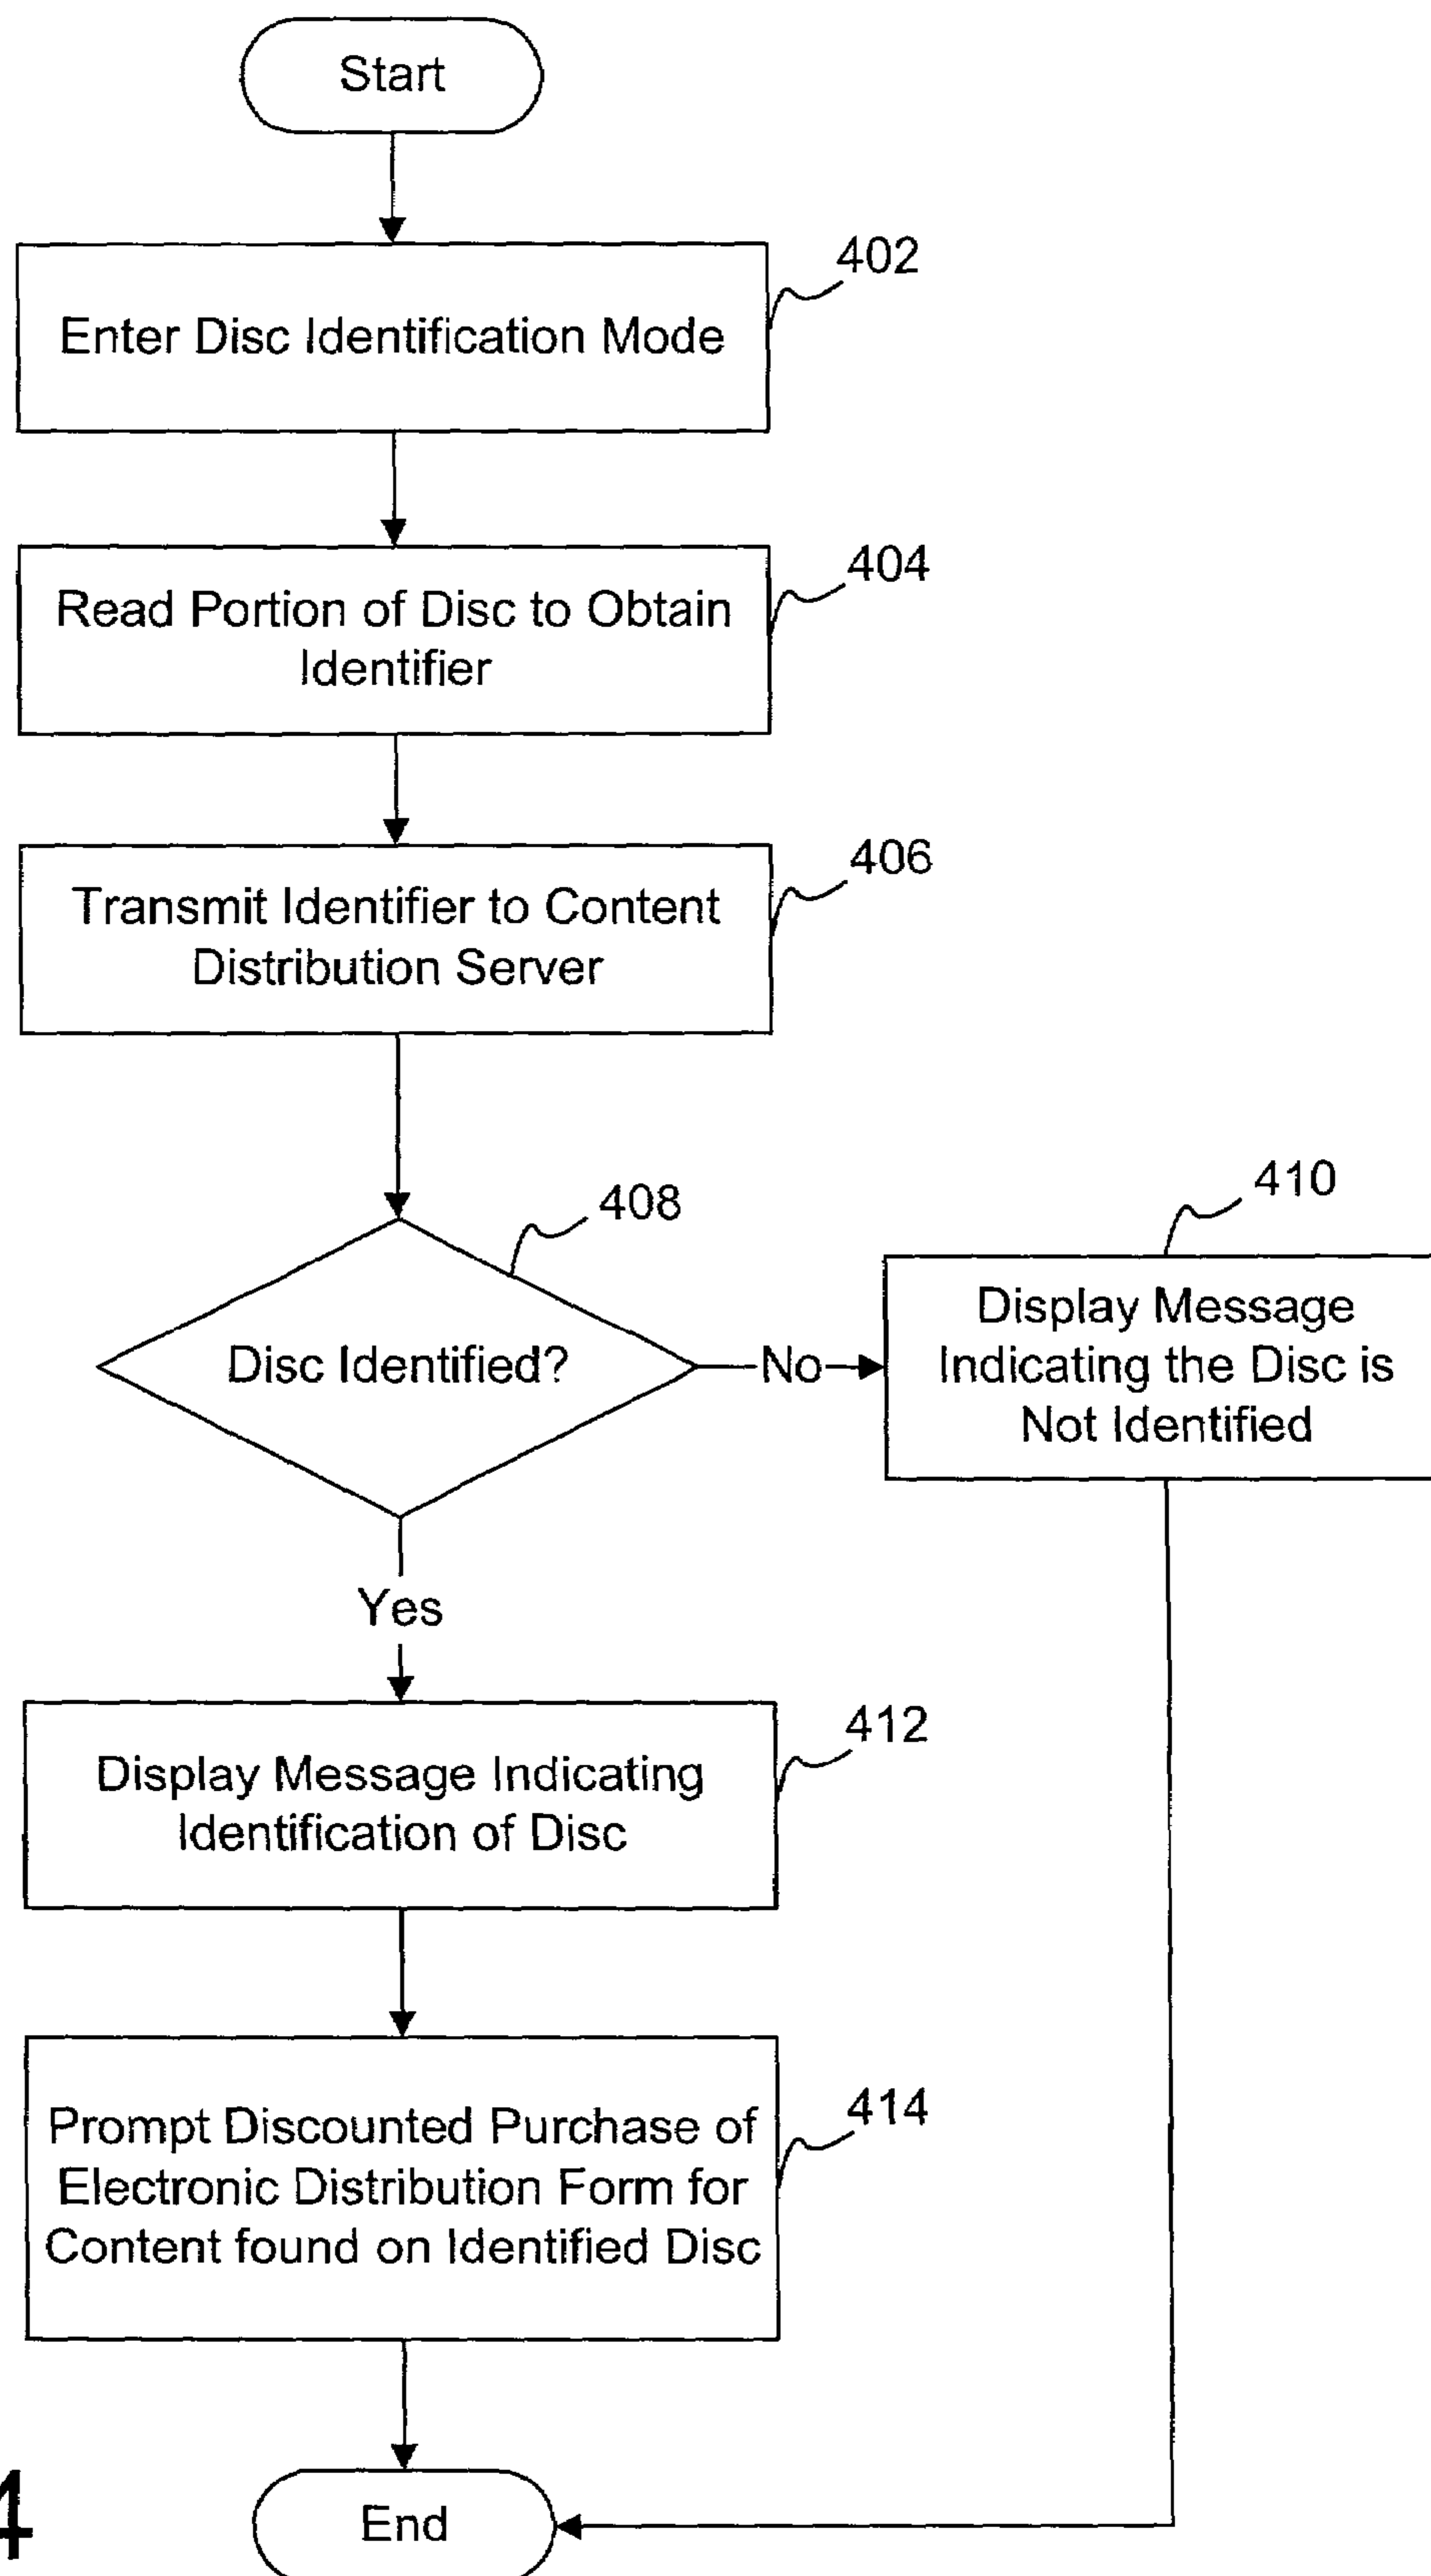 Start
402
Enter Disc Identification Mode
404
Read Portion of Disc to Obtain
Identifier
406
Transmit Identifier to Content
Distribution Server
408
Disc Identified?
No
410
Display Message
Indicating the Disc is
Not Identified
Yes
412
Display Message Indicating
Identification of Disc
414
Prompt Discounted Purchase of
Electronic Distribution Form for
Content found on Identified Disc
4
End